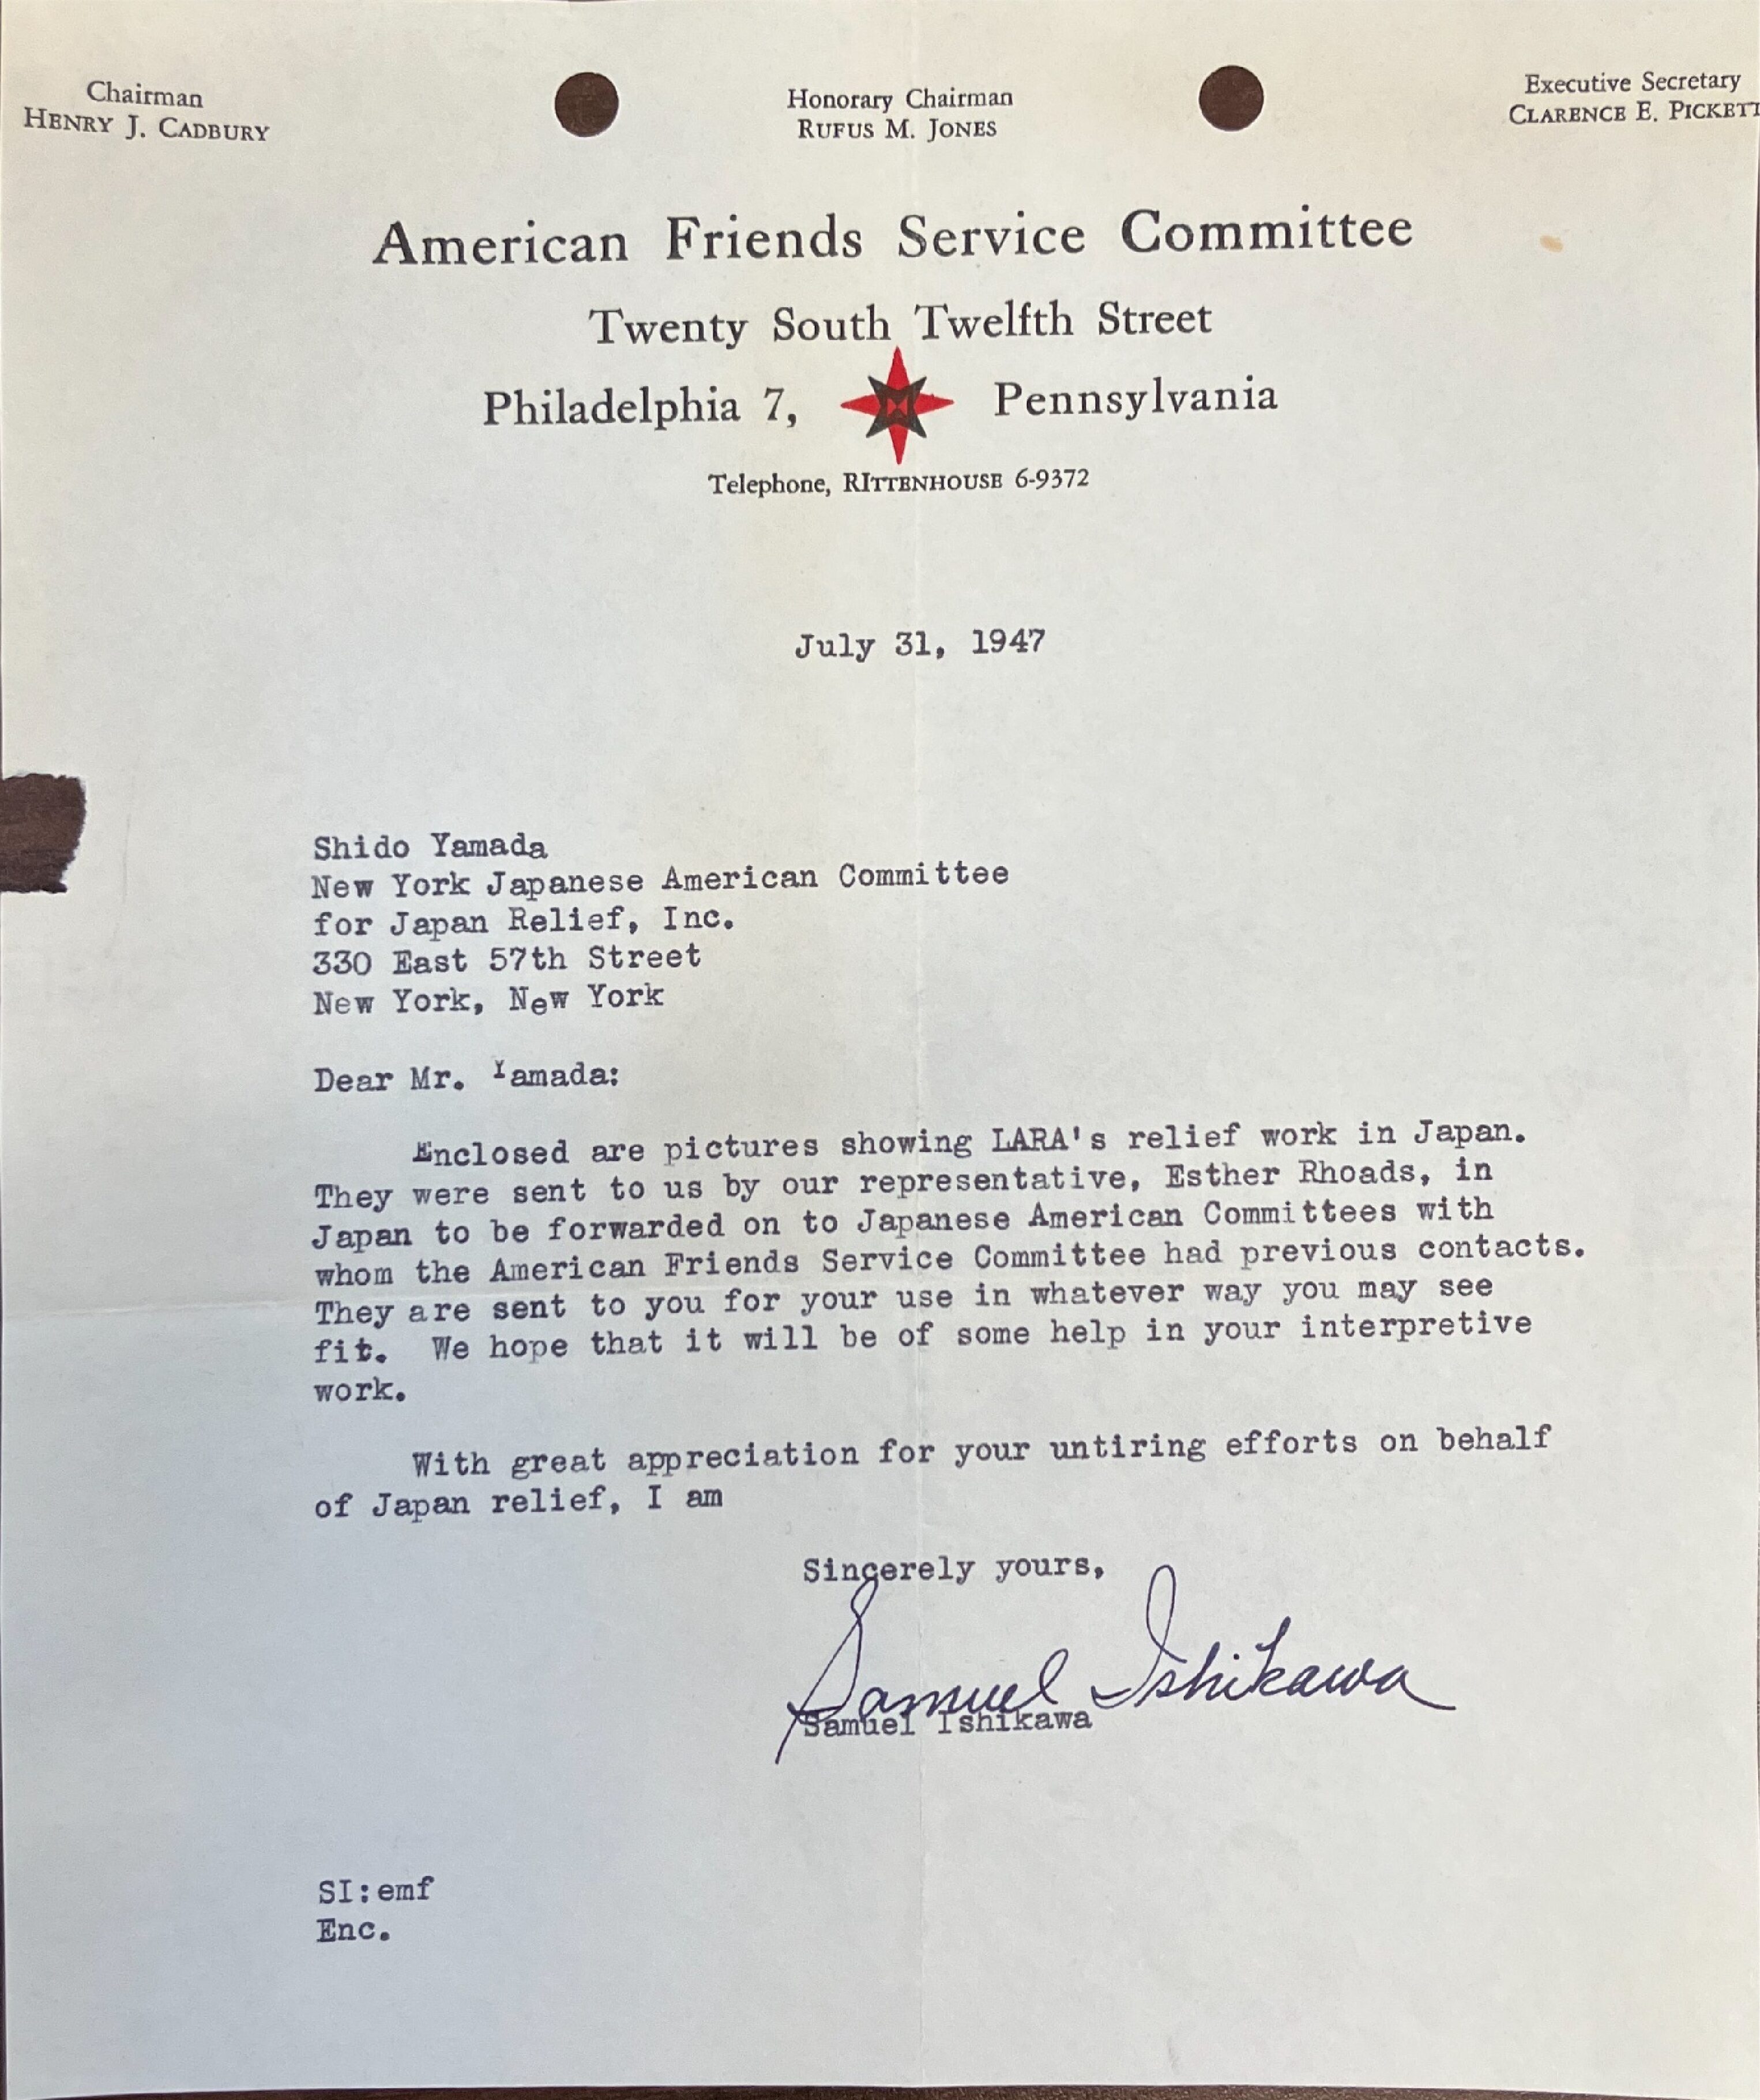 Chairman
HENRY J. CADBURY
Honorary Chairman
RUFUS M. JONES
Executive Secretary
CLARENCE E. PICKETT
American Friends Service Committee
Twenty South Twelfth Street
Philadelphia 7, Pennsylvania
Telephone, RITTENHOUSE 6-9372
July 31, 1947
Shido Yamada
New York Japanese American Committee
for Japan Relief, Inc.
330 East 57th Street
New York, New York
Dear Mr. Yamada:
Enclosed are pictures showing LARA's relief work in Japan.
They were sent to us by our representative, Esther Rhoads, in
Japan to be forwarded on to Japanese American Committees with
whom the American Friends Service Committee had previous contacts.
They are sent to you for your use in whatever way you may see
fit. We hope that it will be of some help in your interpretive
work.
With great appreciation for your untiring efforts on behalf
of Japan relief, I am
Sincerely yours,
Samuel Ishikawa
Samuel Ishikawa
SI:emf
Enc.